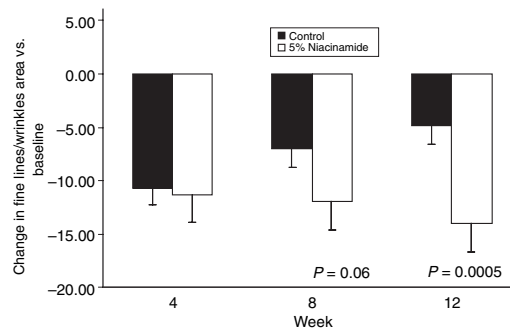 5.00
0.00
−5.00
−10.00
−15.00
−20.00
Change in fine lines/wrinkles area vs.
baseline
Control
5% Niacinamide
P = 0.06
P = 0.0005
4
8
12
Week